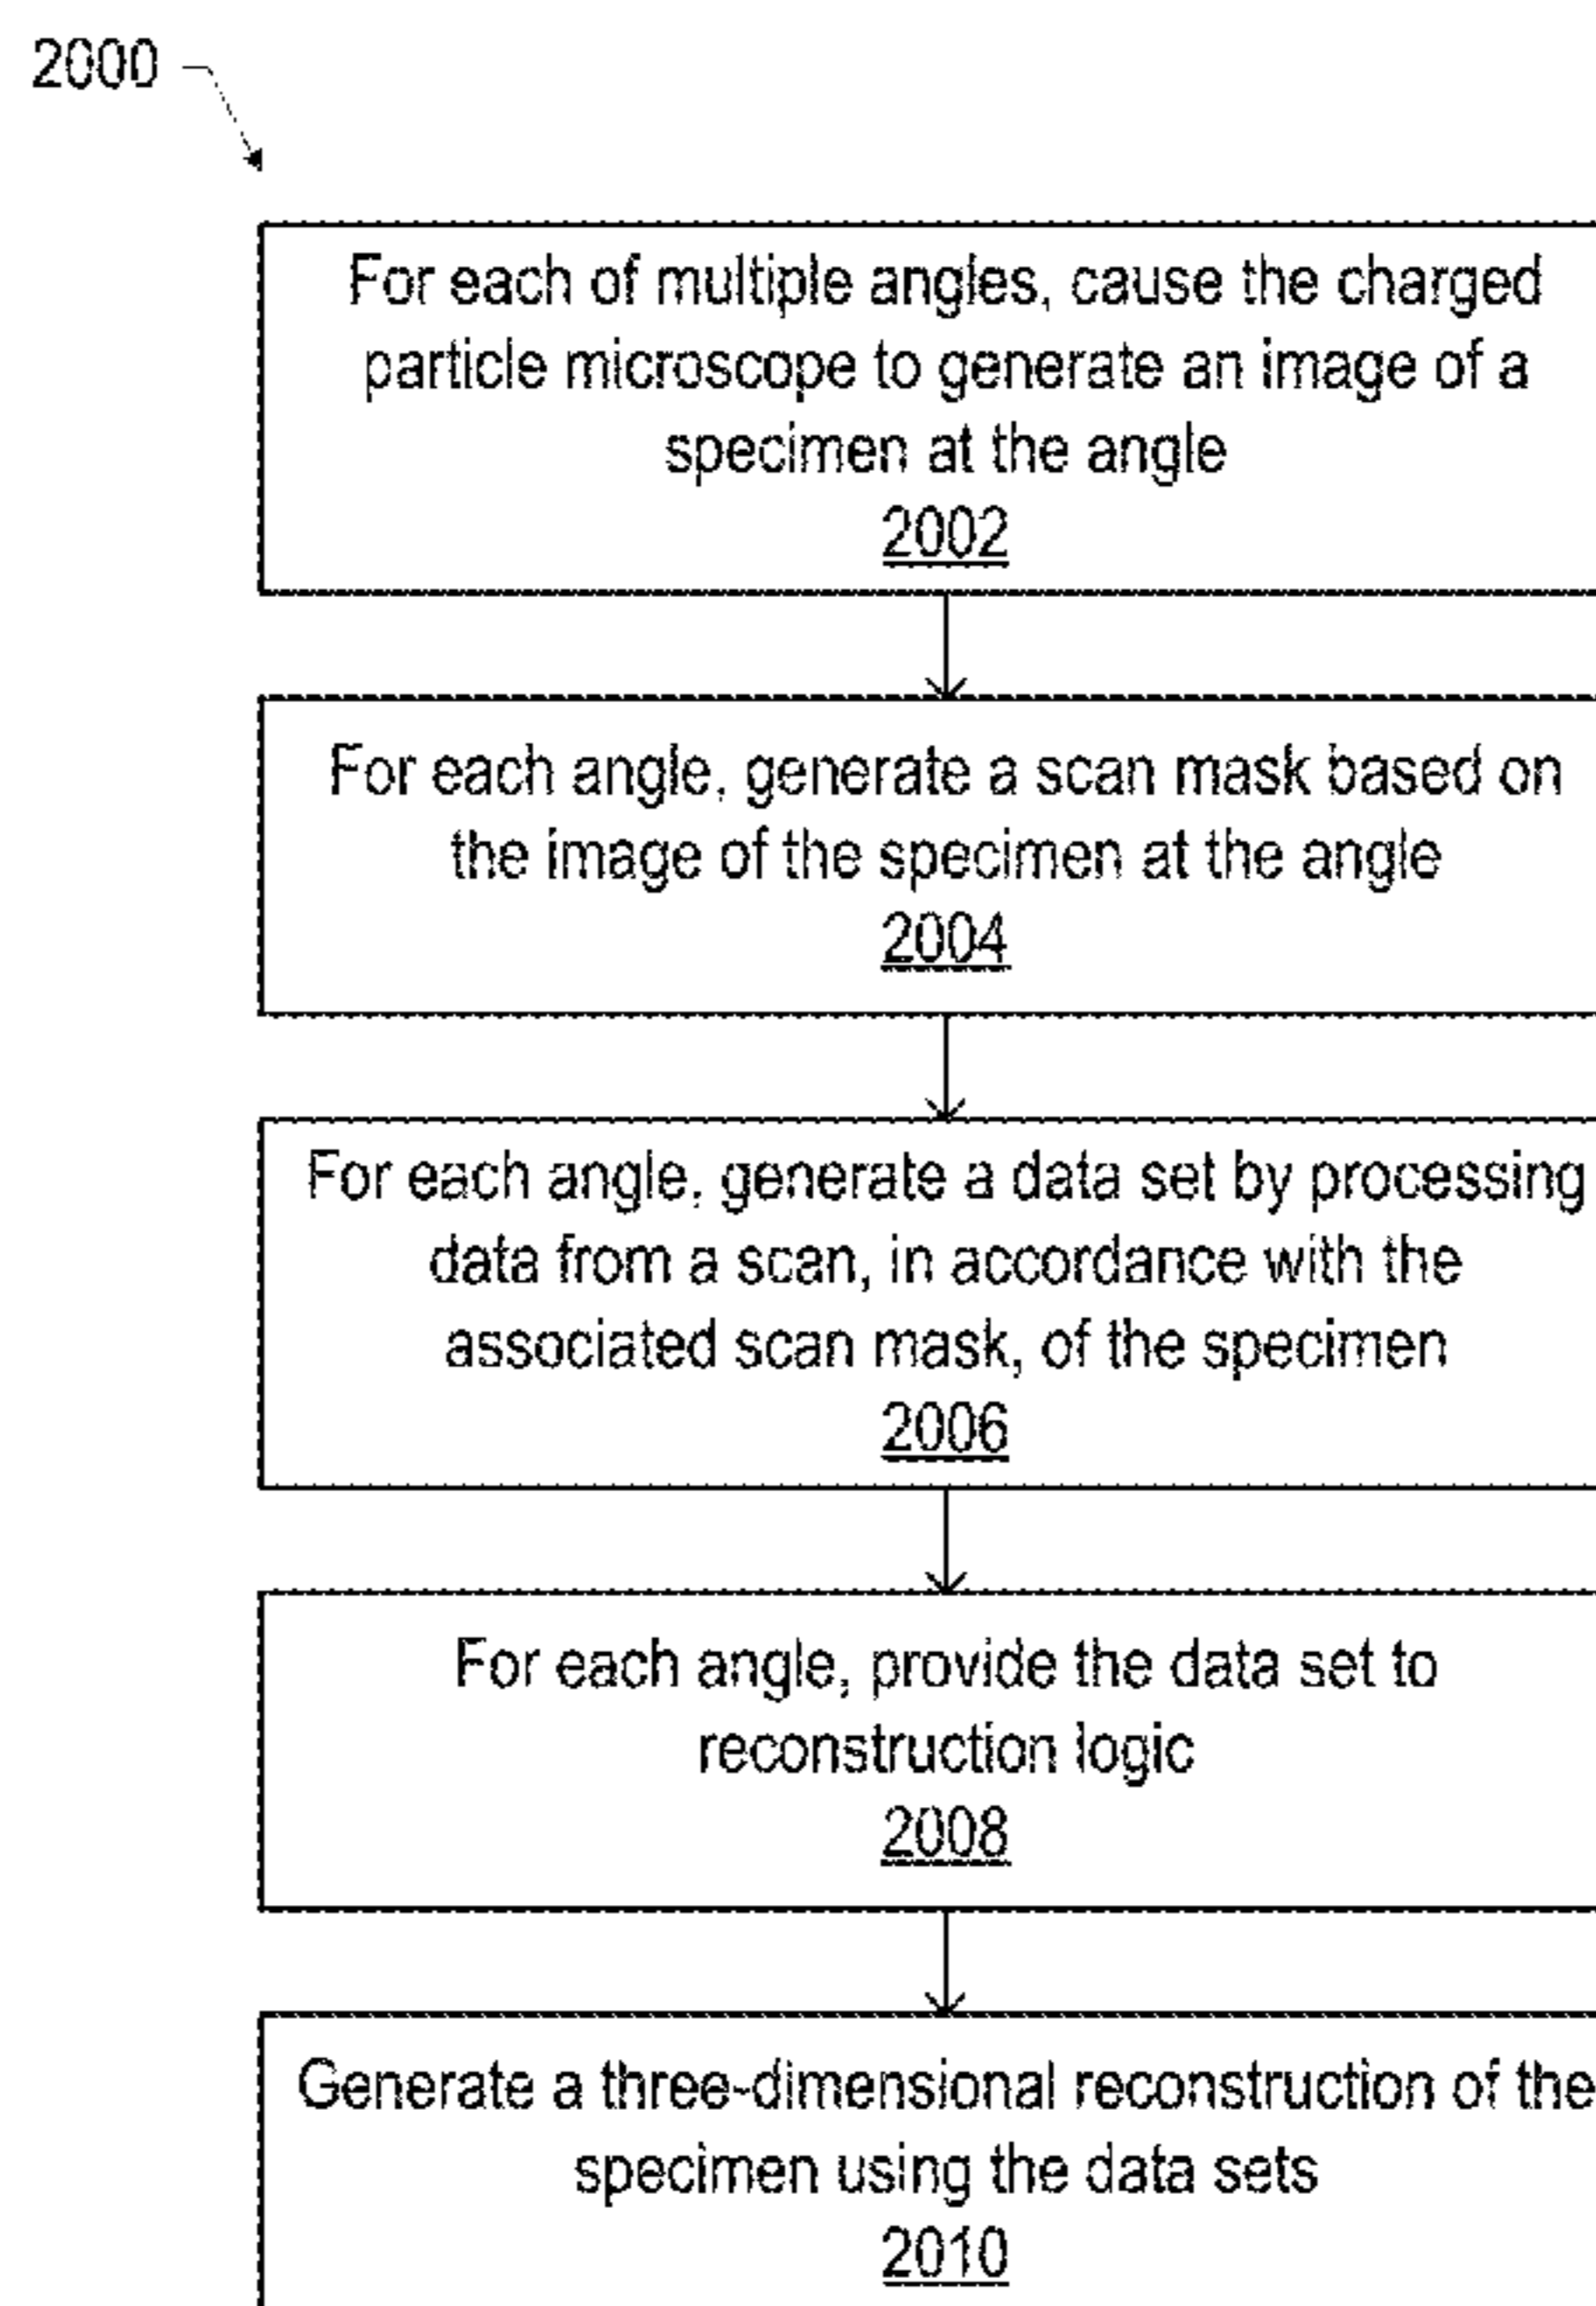 2000
For each of multiple angles, cause the charged
particle microscope to generate an image of a
specimen at the angle
2002
For each angle, generate a scan mask based on
the image of the specimen at the angle
2004
For each angle, generate a data set by processing
data from a scan, in accordance with the
associated scan mask, of the specimen
2006
For each angle, provide the data set to
reconstruction logic
2008
Generate a three-dimensional reconstruction of the
specimen using the data sets
2010